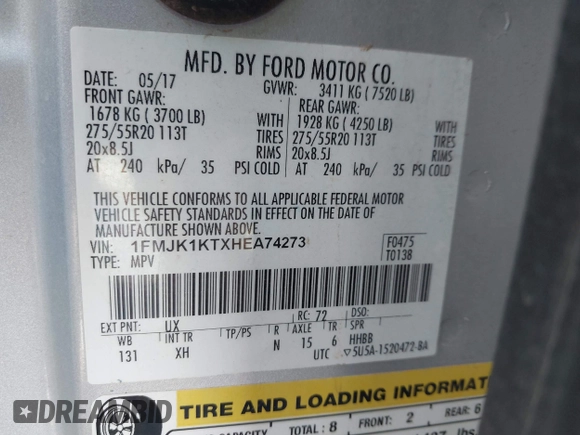 MFD. BY FORD MOTOR CO.
DATE: 05/17 GVWR: 3411 KG ( 7520 LB)
FRONT GAWR: REAR GAWR:
1678 KG ( 3700 LB) WITH 1928 KG ( 4250 LB) WITH
275/55R20 113T TIRES 275/55R20 113T TIRES
20x8.5J RIMS 20x8.5J RIMS
AT 240 kPa/ 35 PSI COLD AT 240 kPa/ 35 PSI COLD
THIS VEHICLE CONFORMS TO ALL APPLICABLE FEDERAL MOTOR
VEHICLE SAFETY STANDARDS IN EFFECT ON THE DATE OF
MANUFACTURE SHOWN ABOVE.
VIN: 1FMJK1KTXHEA74273 F0475
TYPE: MPV T0138
EXT PNT: UX RC: 72 DSO:
WB INT TR TP/PS R AXLE TR SPR
131 XH N 15 6 HHBB
UTC ▽5U5A-1520472-BA
TIRE AND LOADING INFORMAT
TOTAL: 8 FRONT: 2 REAR: 6
lbs
DREAMBID